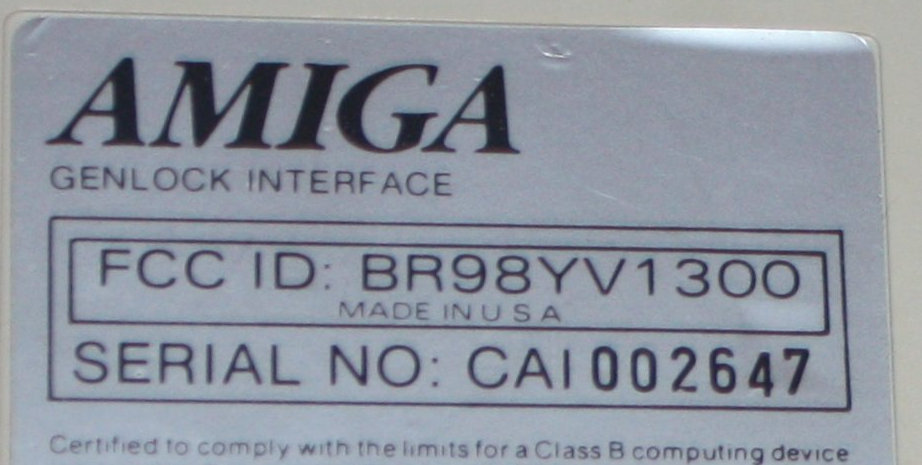 AMIGA
GENLOCK INTERFACE
FCC ID: BR98YV1300
MADE IN U S A
SERIAL NO: CAI 002647
Certified to comply with the limits for a Class B computing device